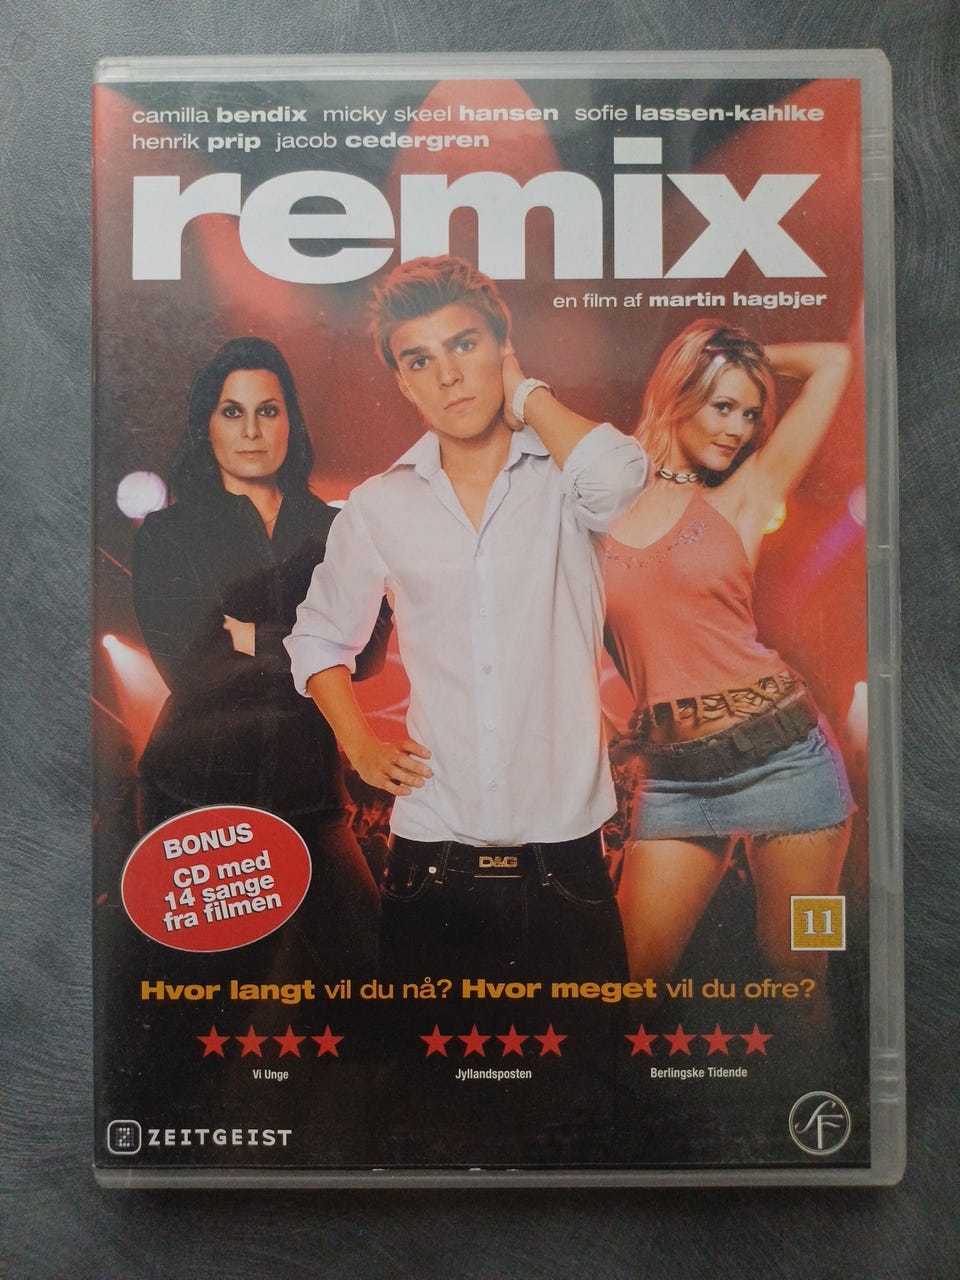 camilla bendix micky skeel hansen sofie lassen-kahlke
henrik prip jacob cedergren
remix
en film af martin hagbjer
D&G
BONUS
CD med
14 sange
fra filmen
11
Hvor langt vil du nå? Hvor meget vil du ofre?
Vi Unge
Jyllandsposten
Berlingske Tidende
Z ZEITGEIST
SF